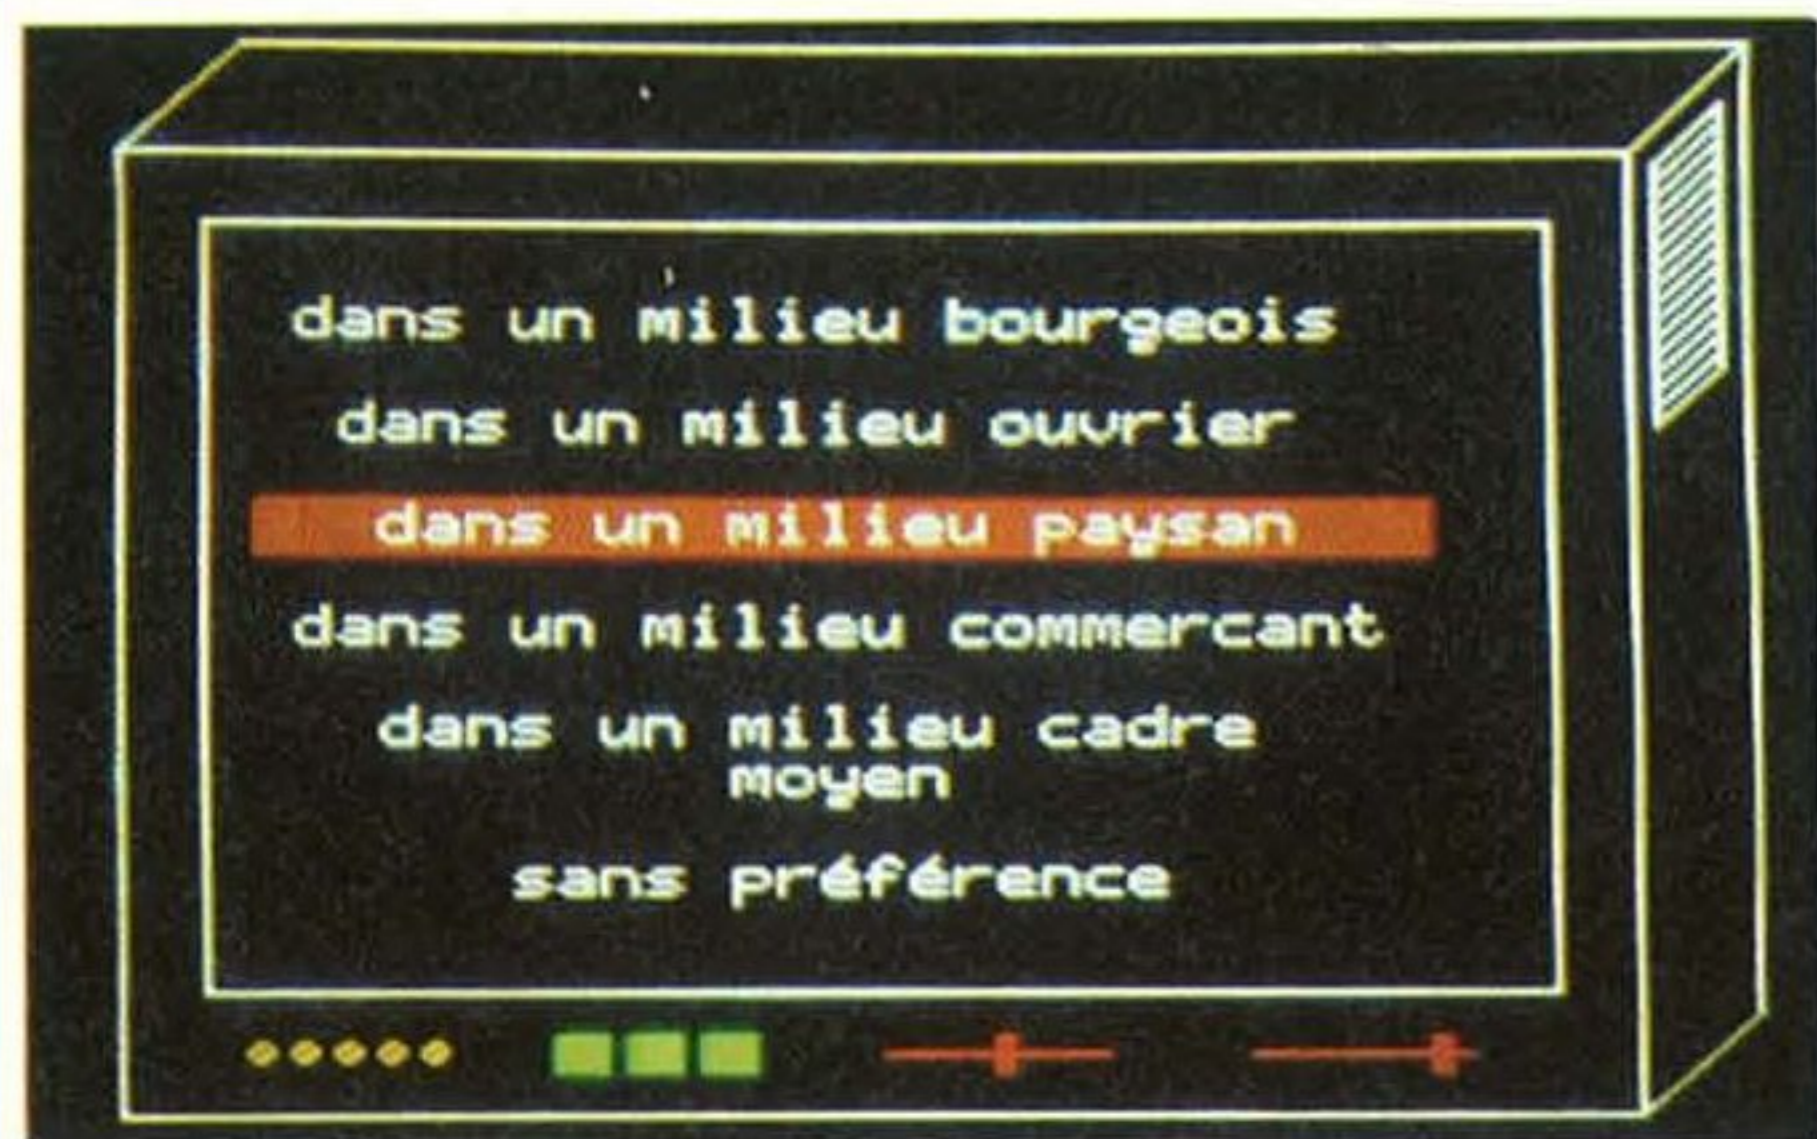 dans un milieu bourgeois
dans un milieu ouvrier
dans un milieu paysan
dans un milieu commercant
dans un milieu cadre
moyen
sans préférence